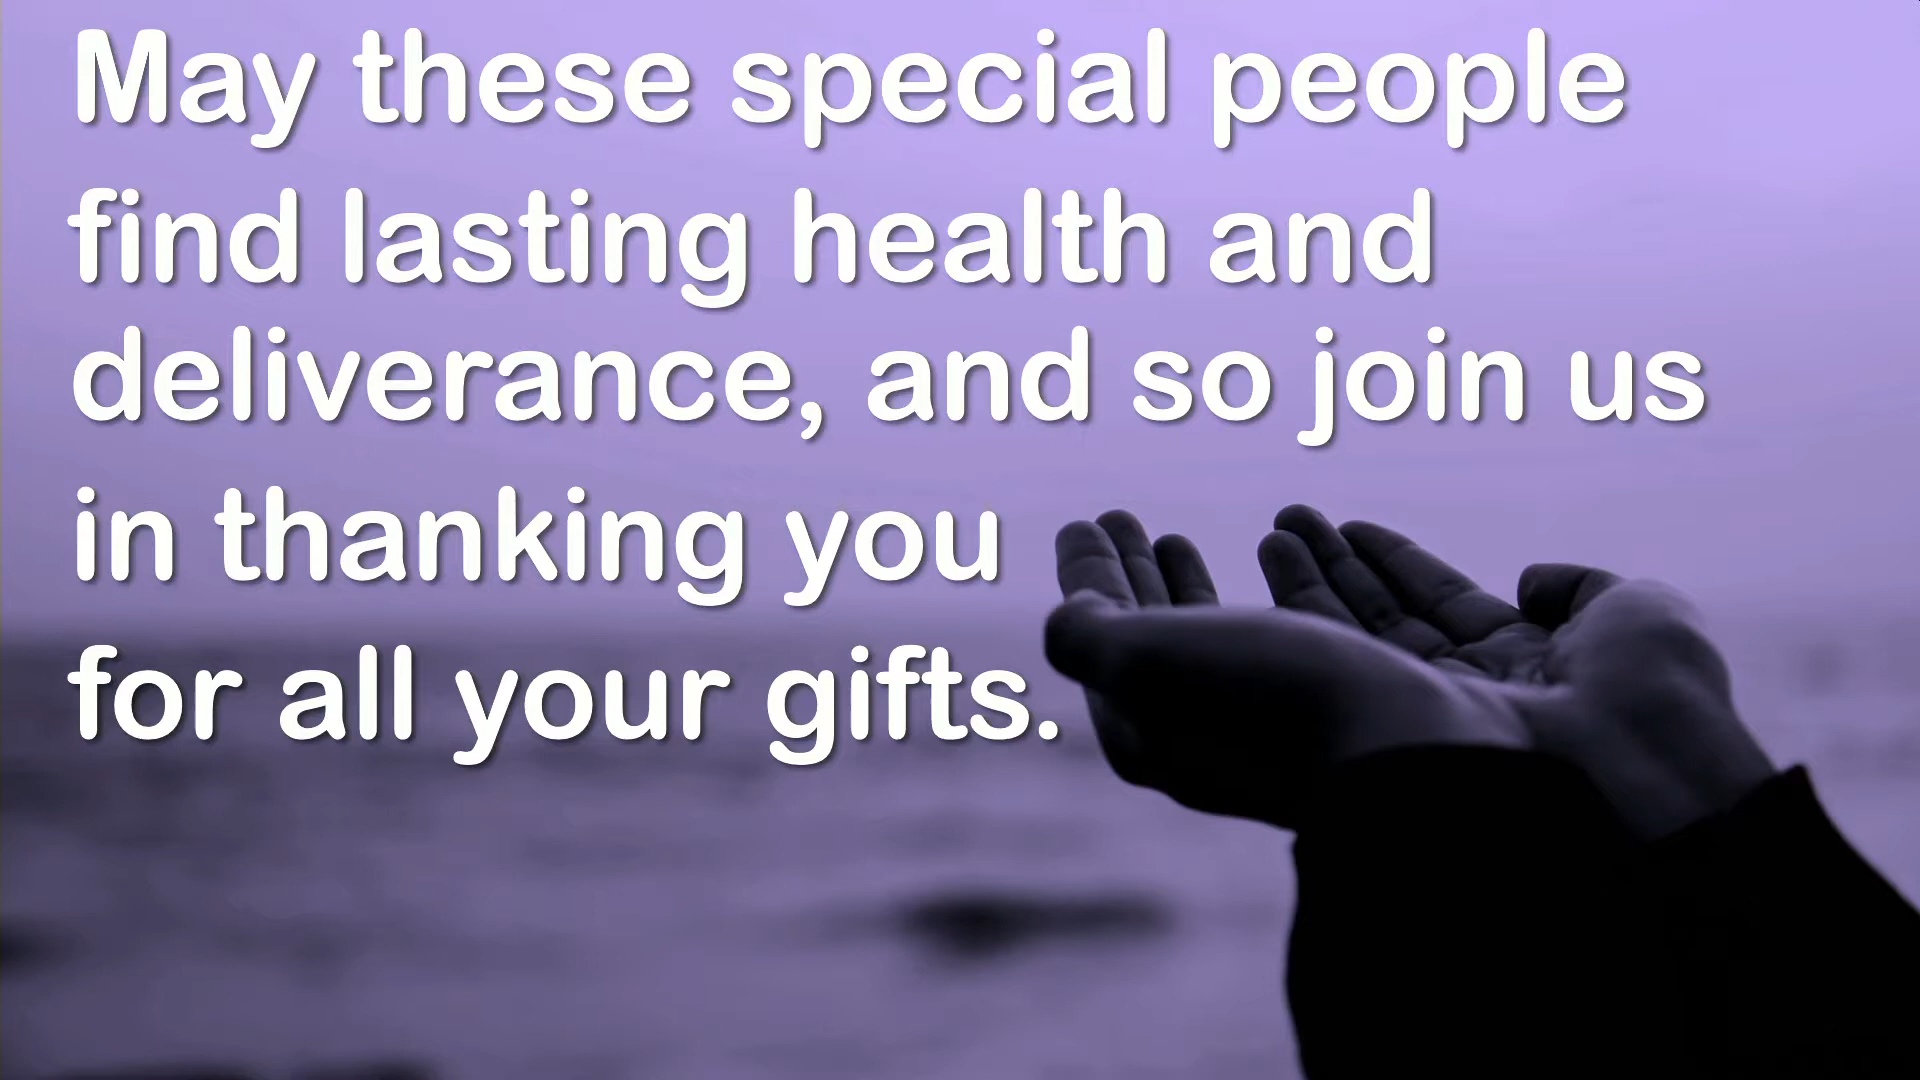 May these special people
find lasting health and
deliverance, and so join us
in thanking you
for all your gifts.